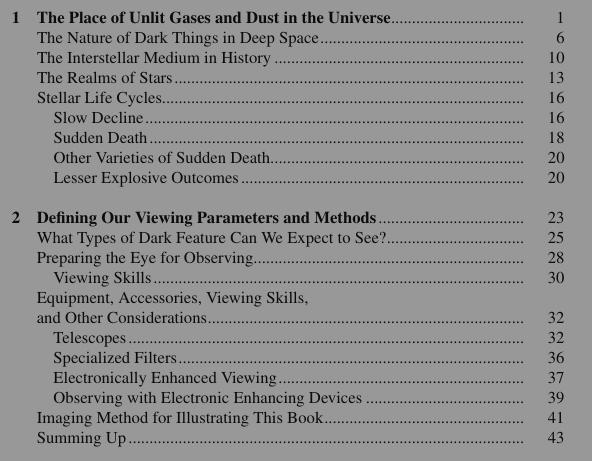 1 The Place of Unlit Gases and Dust in the Universe................................ 1
The Nature of Dark Things in Deep Space................................................. 6
The Interstellar Medium in History ............................................................ 10
The Realms of Stars..................................................................................... 13
Stellar Life Cycles........................................................................................ 16
Slow Decline............................................................................................ 16
Sudden Death........................................................................................... 18
Other Varieties of Sudden Death............................................................. 20
Lesser Explosive Outcomes .................................................................... 20
2 Defining Our Viewing Parameters and Methods................................... 23
What Types of Dark Feature Can We Expect to See?................................. 25
Preparing the Eye for Observing................................................................. 28
Viewing Skills.......................................................................................... 30
Equipment, Accessories, Viewing Skills,
and Other Considerations............................................................................ 32
Telescopes................................................................................................ 32
Specialized Filters.................................................................................... 36
Electronically Enhanced Viewing........................................................... 37
Observing with Electronic Enhancing Devices ...................................... 39
Imaging Method for Illustrating This Book................................................ 41
Summing Up................................................................................................ 43